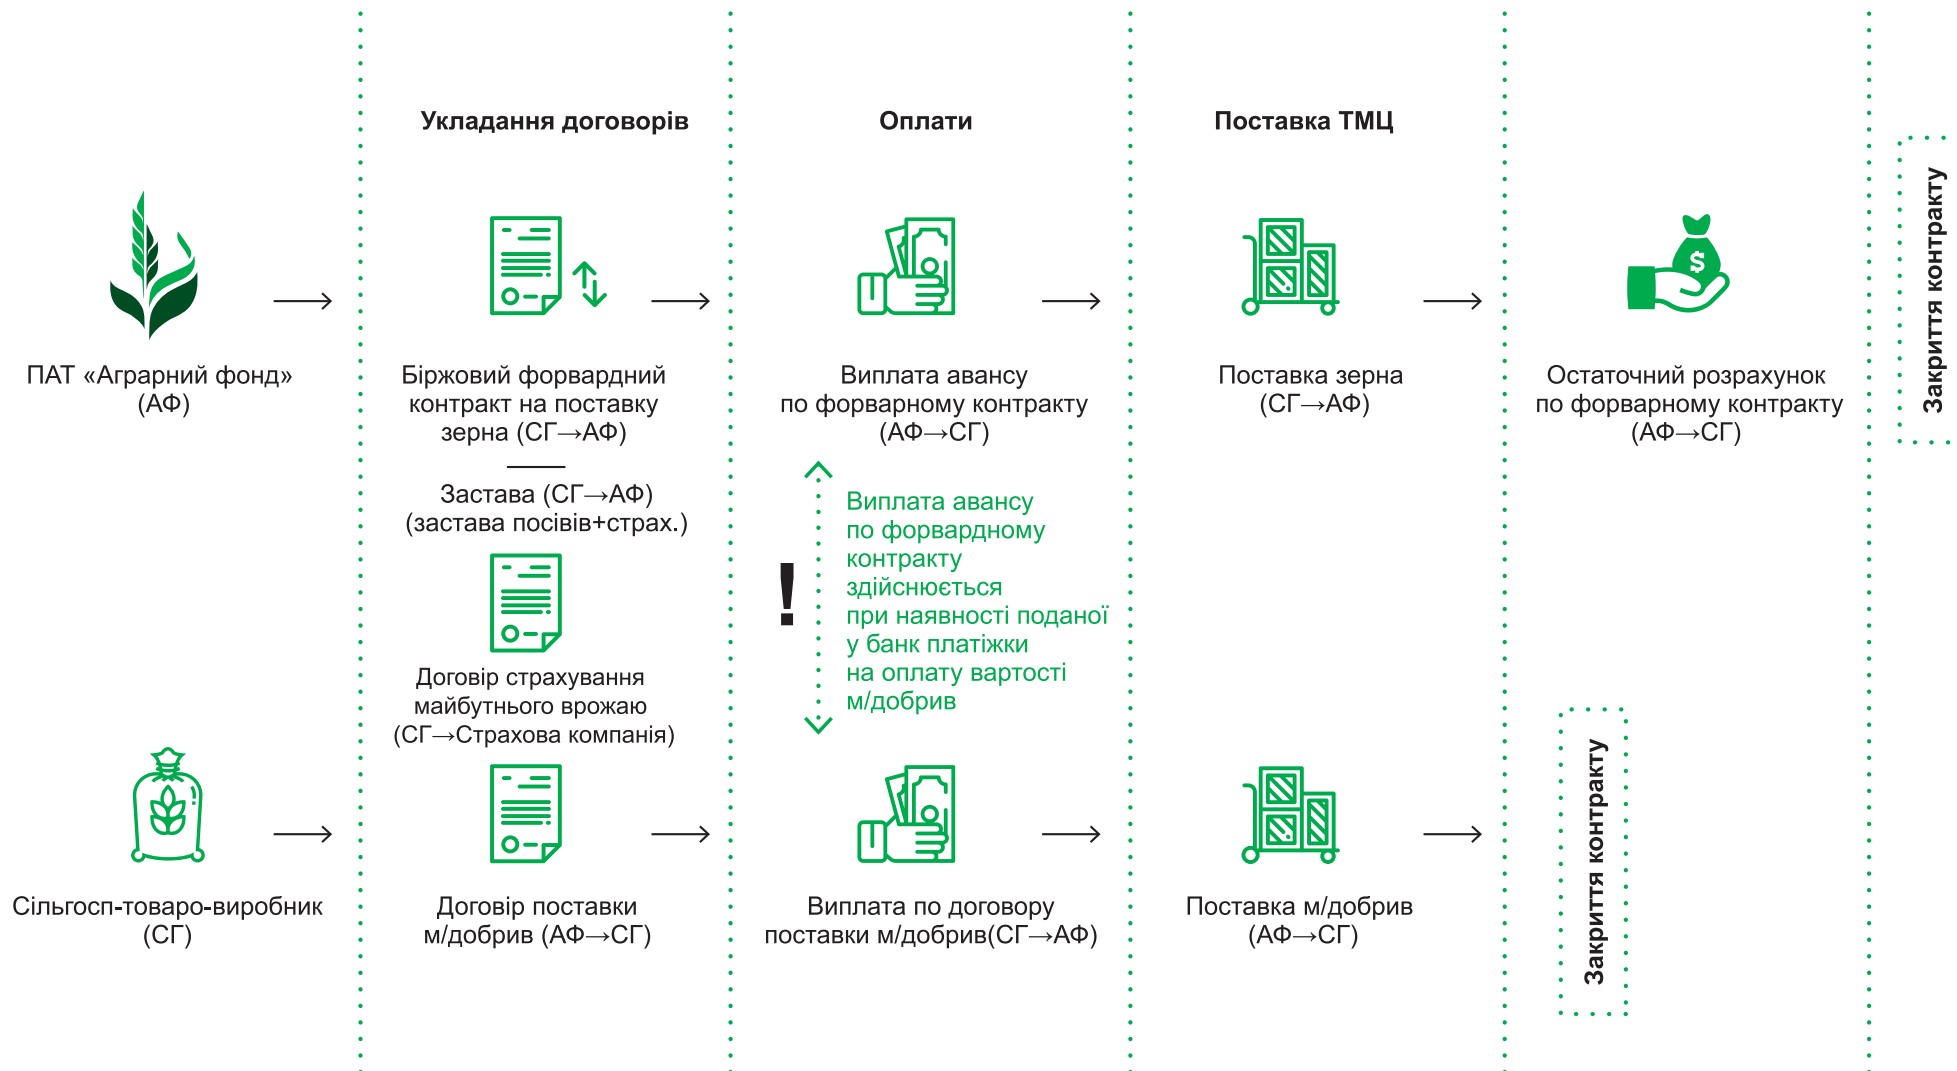 Укладання договорів
Оплати
Поставка ТМЦ
ПАТ «Аграрний фонд»
(АФ)
Біржовий форвардний
контракт на поставку
зерна (СГ→АФ)
Застава (СГ→АФ)
(застава посівів+страх.)
Виплата авансу
по форварному контракту
(АФ→СГ)
Поставка зерна
(СГ→АФ)
Остаточний розрахунок
по форварному контракту
(АФ→СГ)
Закриття контракту
!
Виплата авансу
по форвардному
контракту
здійснюється
при наявності поданої
у банк платіжки
на оплату вартості
м/добрив
Договір страхування
майбутнього врожаю
(СГ→Страхова компанія)
Сільгосп-товаро-виробник
(СГ)
Договір поставки
м/добрив (АФ→СГ)
Виплата по договору
поставки м/добрив(СГ→АФ)
Поставка м/добрив
(АФ→СГ)
Закриття контракту
$